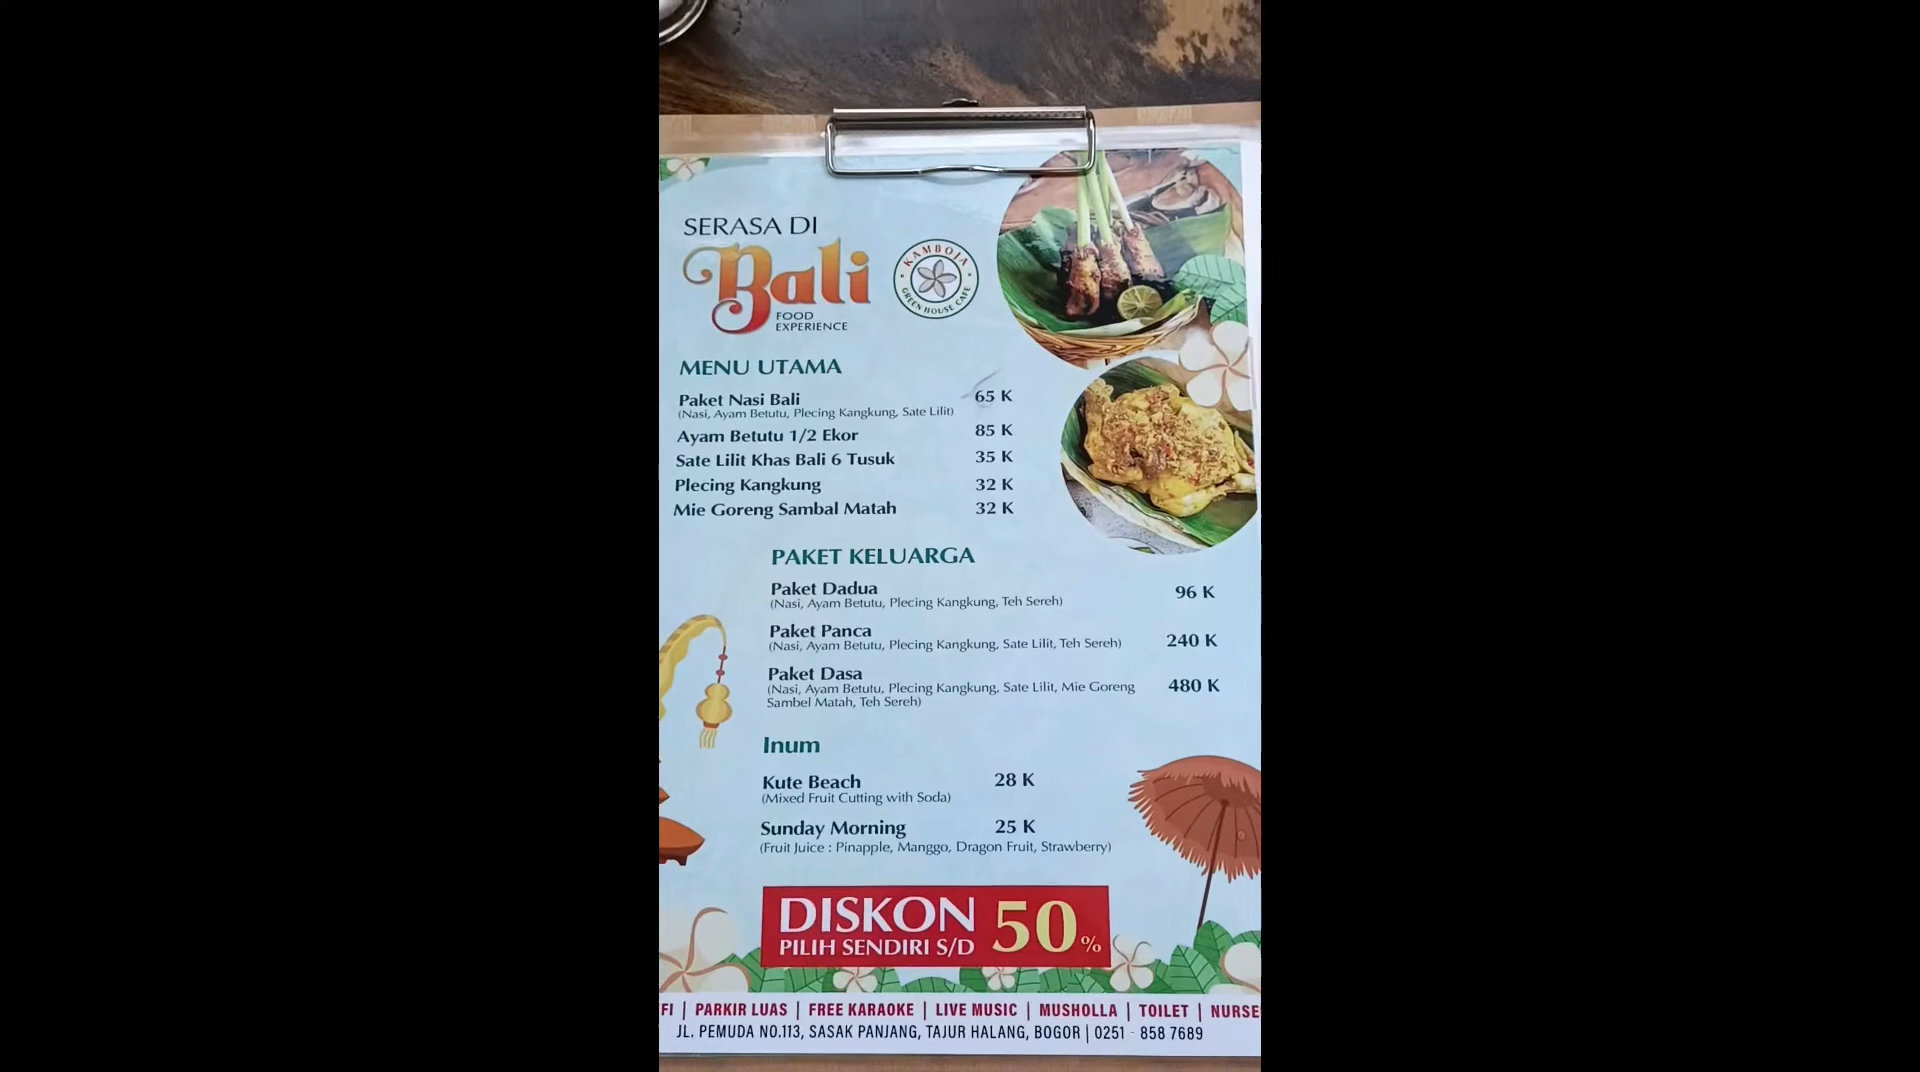 SERASA DI
Bali
FOOD
EXPERIENCE
KAMBOJA
GREEN HOUSE CAFE
MENU UTAMA
Paket Nasi Bali 65 K
(Nasi, Ayam Betutu, Plecing Kangkung, Sate Lilit)
Ayam Betutu 1/2 Ekor 85 K
Sate Lilit Khas Bali 6 Tusuk 35 K
Plecing Kangkung 32 K
Mie Goreng Sambal Matah 32 K
PAKET KELUARGA
Paket Dadua 96 K
(Nasi, Ayam Betutu, Plecing Kangkung, Teh Sereh)
Paket Panca 240 K
(Nasi, Ayam Betutu, Plecing Kangkung, Sate Lilit, Teh Sereh)
Paket Dasa 480 K
(Nasi, Ayam Betutu, Plecing Kangkung, Sate Lilit, Mie Goreng
Sambel Matah, Teh Sereh)
Inum
Kute Beach 28 K
(Mixed Fruit Cutting with Soda)
Sunday Morning 25 K
(Fruit Juice : Pinapple, Manggo, Dragon Fruit, Strawberry)
DISKON 50%
PILIH SENDIRI S/D
FI | PARKIR LUAS | FREE KARAOKE | LIVE MUSIC | MUSHOLLA | TOILET | NURSE
JL. PEMUDA NO.113, SASAK PANJANG, TAJUR HALANG, BOGOR | 0251 - 858 7689